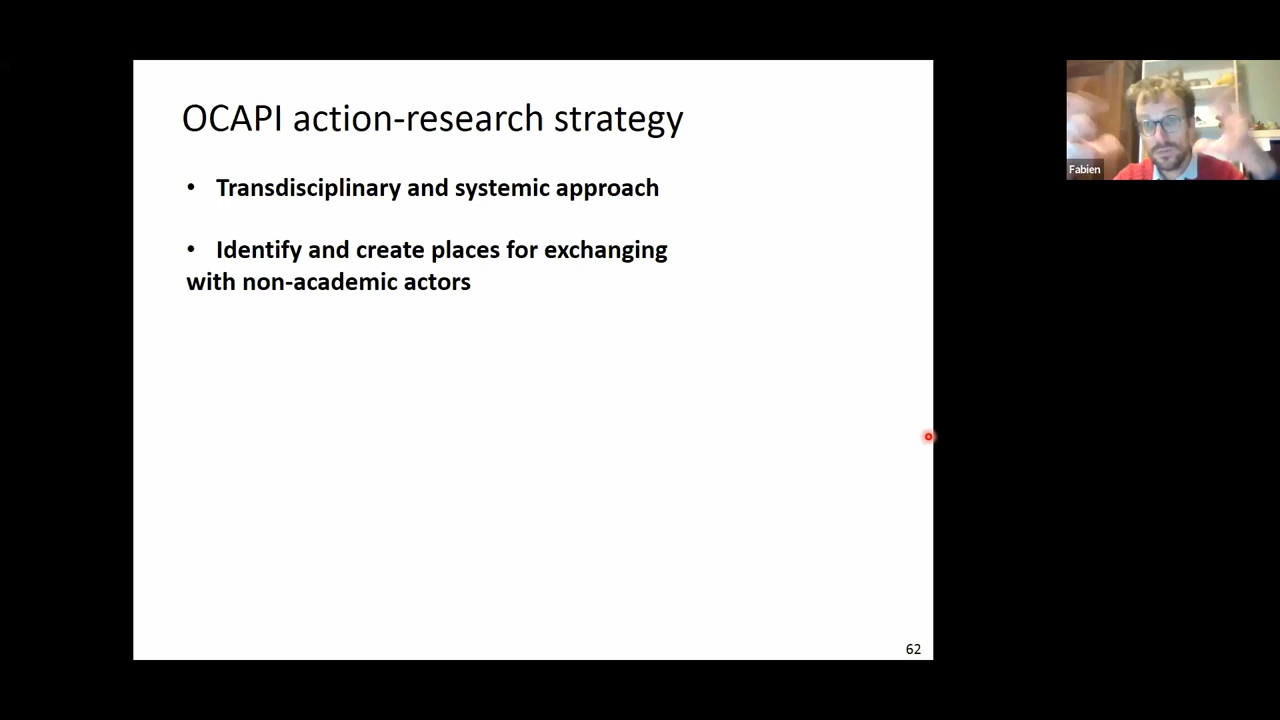 OCAPI action-research strategy
• Transdisciplinary and systemic approach
• Identify and create places for exchanging
with non-academic actors
62
Fabien